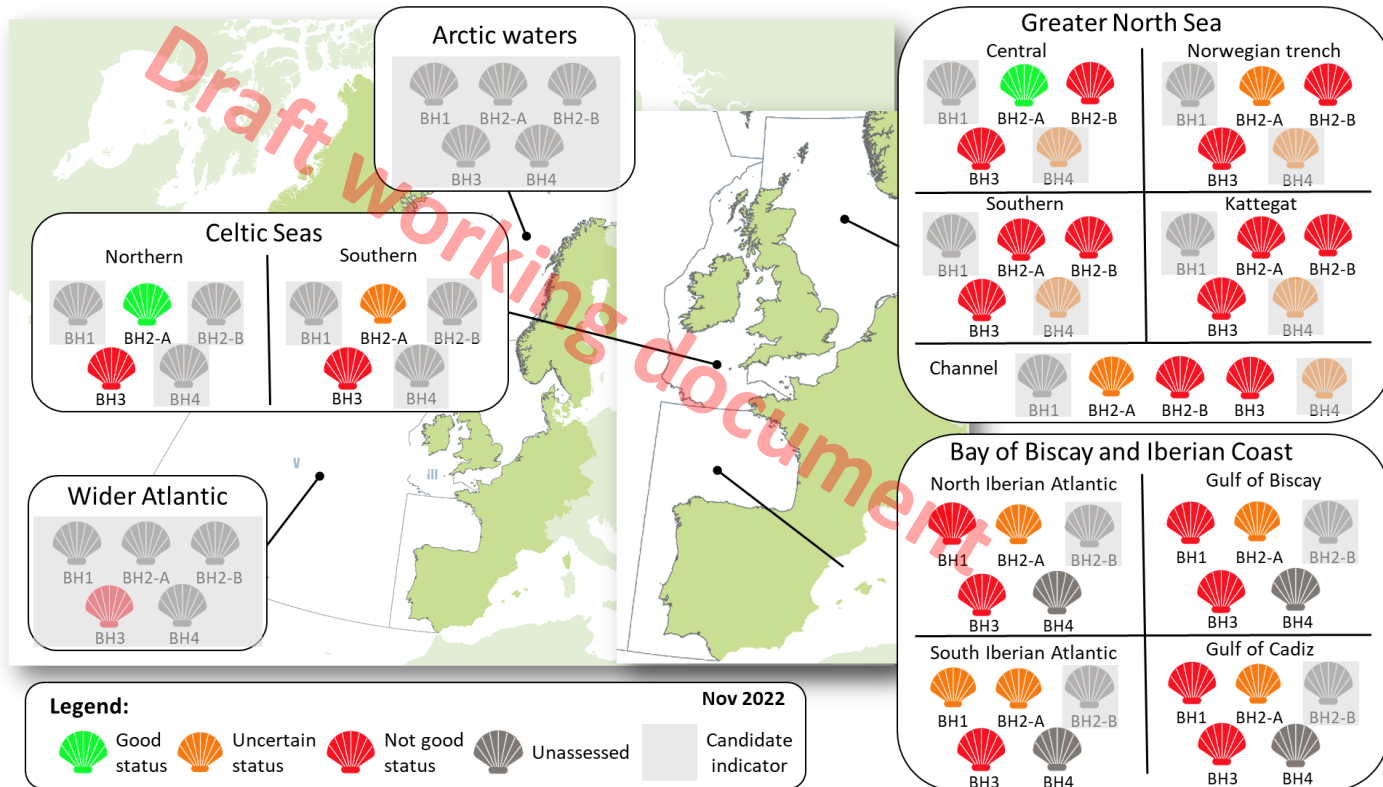 Draft working document
Arctic waters
BH1 BH2-A BH2-B
BH3 BH4
Celtic Seas
Northern
BH1 BH2-A BH2-B
BH3 BH4
Southern
BH1 BH2-A BH2-B
BH3 BH4
V
III
Wider Atlantic
BH1 BH2-A BH2-B
BH3 BH4
Greater North Sea
Central
BH1 BH2-A BH2-B
BH3 BH4
Norwegian trench
BH1 BH2-A BH2-B
BH3 BH4
Southern
BH1 BH2-A BH2-B
BH3 BH4
Kattegat
BH1 BH2-A BH2-B
BH3 BH4
Channel
BH1 BH2-A BH2-B BH3 BH4
Bay of Biscay and Iberian Coast
North Iberian Atlantic
BH1 BH2-A BH2-B
BH3 BH4
Gulf of Biscay
BH1 BH2-A BH2-B
BH3 BH4
South Iberian Atlantic
BH1 BH2-A BH2-B
BH3 BH4
Gulf of Cadiz
BH1 BH2-A BH2-B
BH3 BH4
Legend:
Nov 2022
Good
status
Uncertain
status
Not good
status
Unassessed
Candidate
indicator